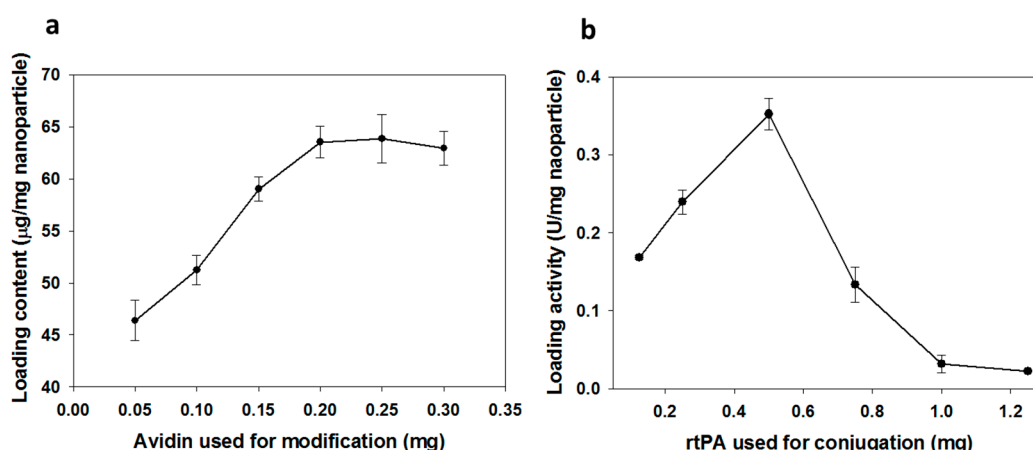 a
Loading content (μg/mg nanoparticle)
70
65
60
55
50
45
40
0.00 0.05 0.10 0.15 0.20 0.25 0.30 0.35
Avidin used for modification (mg)
b
Loading activity (U/mg naoparticle)
0.4
0.3
0.2
0.1
0.0
0.2 0.4 0.6 0.8 1.0 1.2
rtPA used for conjugation (mg)